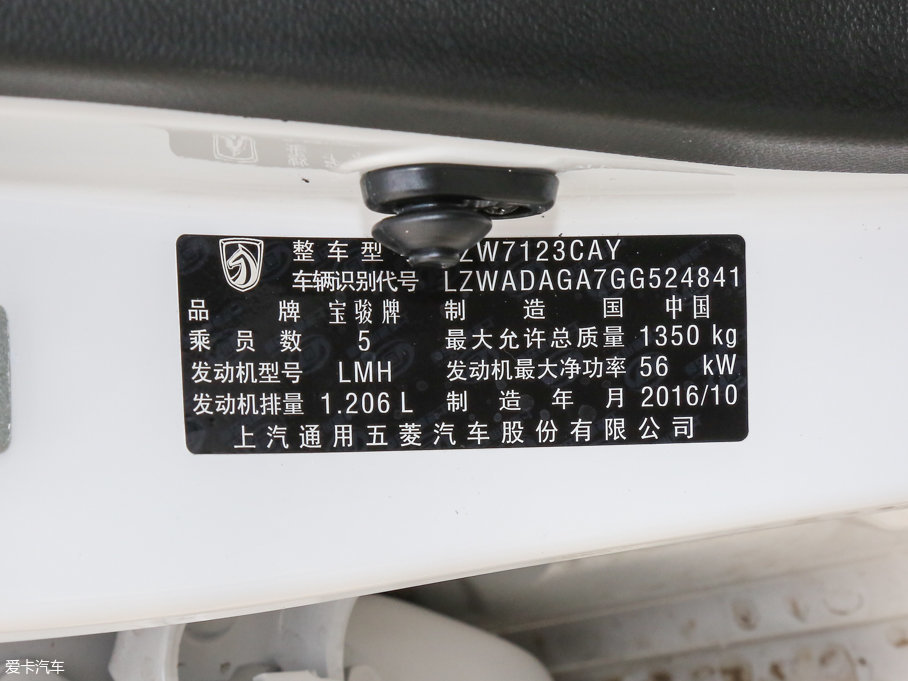 整车型 ZW7123CAY
车辆识别代号 LZWADAGA7GG524841
品牌 宝骏牌 制造国 中国
乘员数 5 最大允许总质量 1350 kg
发动机型号 LMH 发动机最大净功率 56 kW
发动机排量 1.206 L 制造年月 2016/10
上汽通用五菱汽车股份有限公司
爱卡汽车